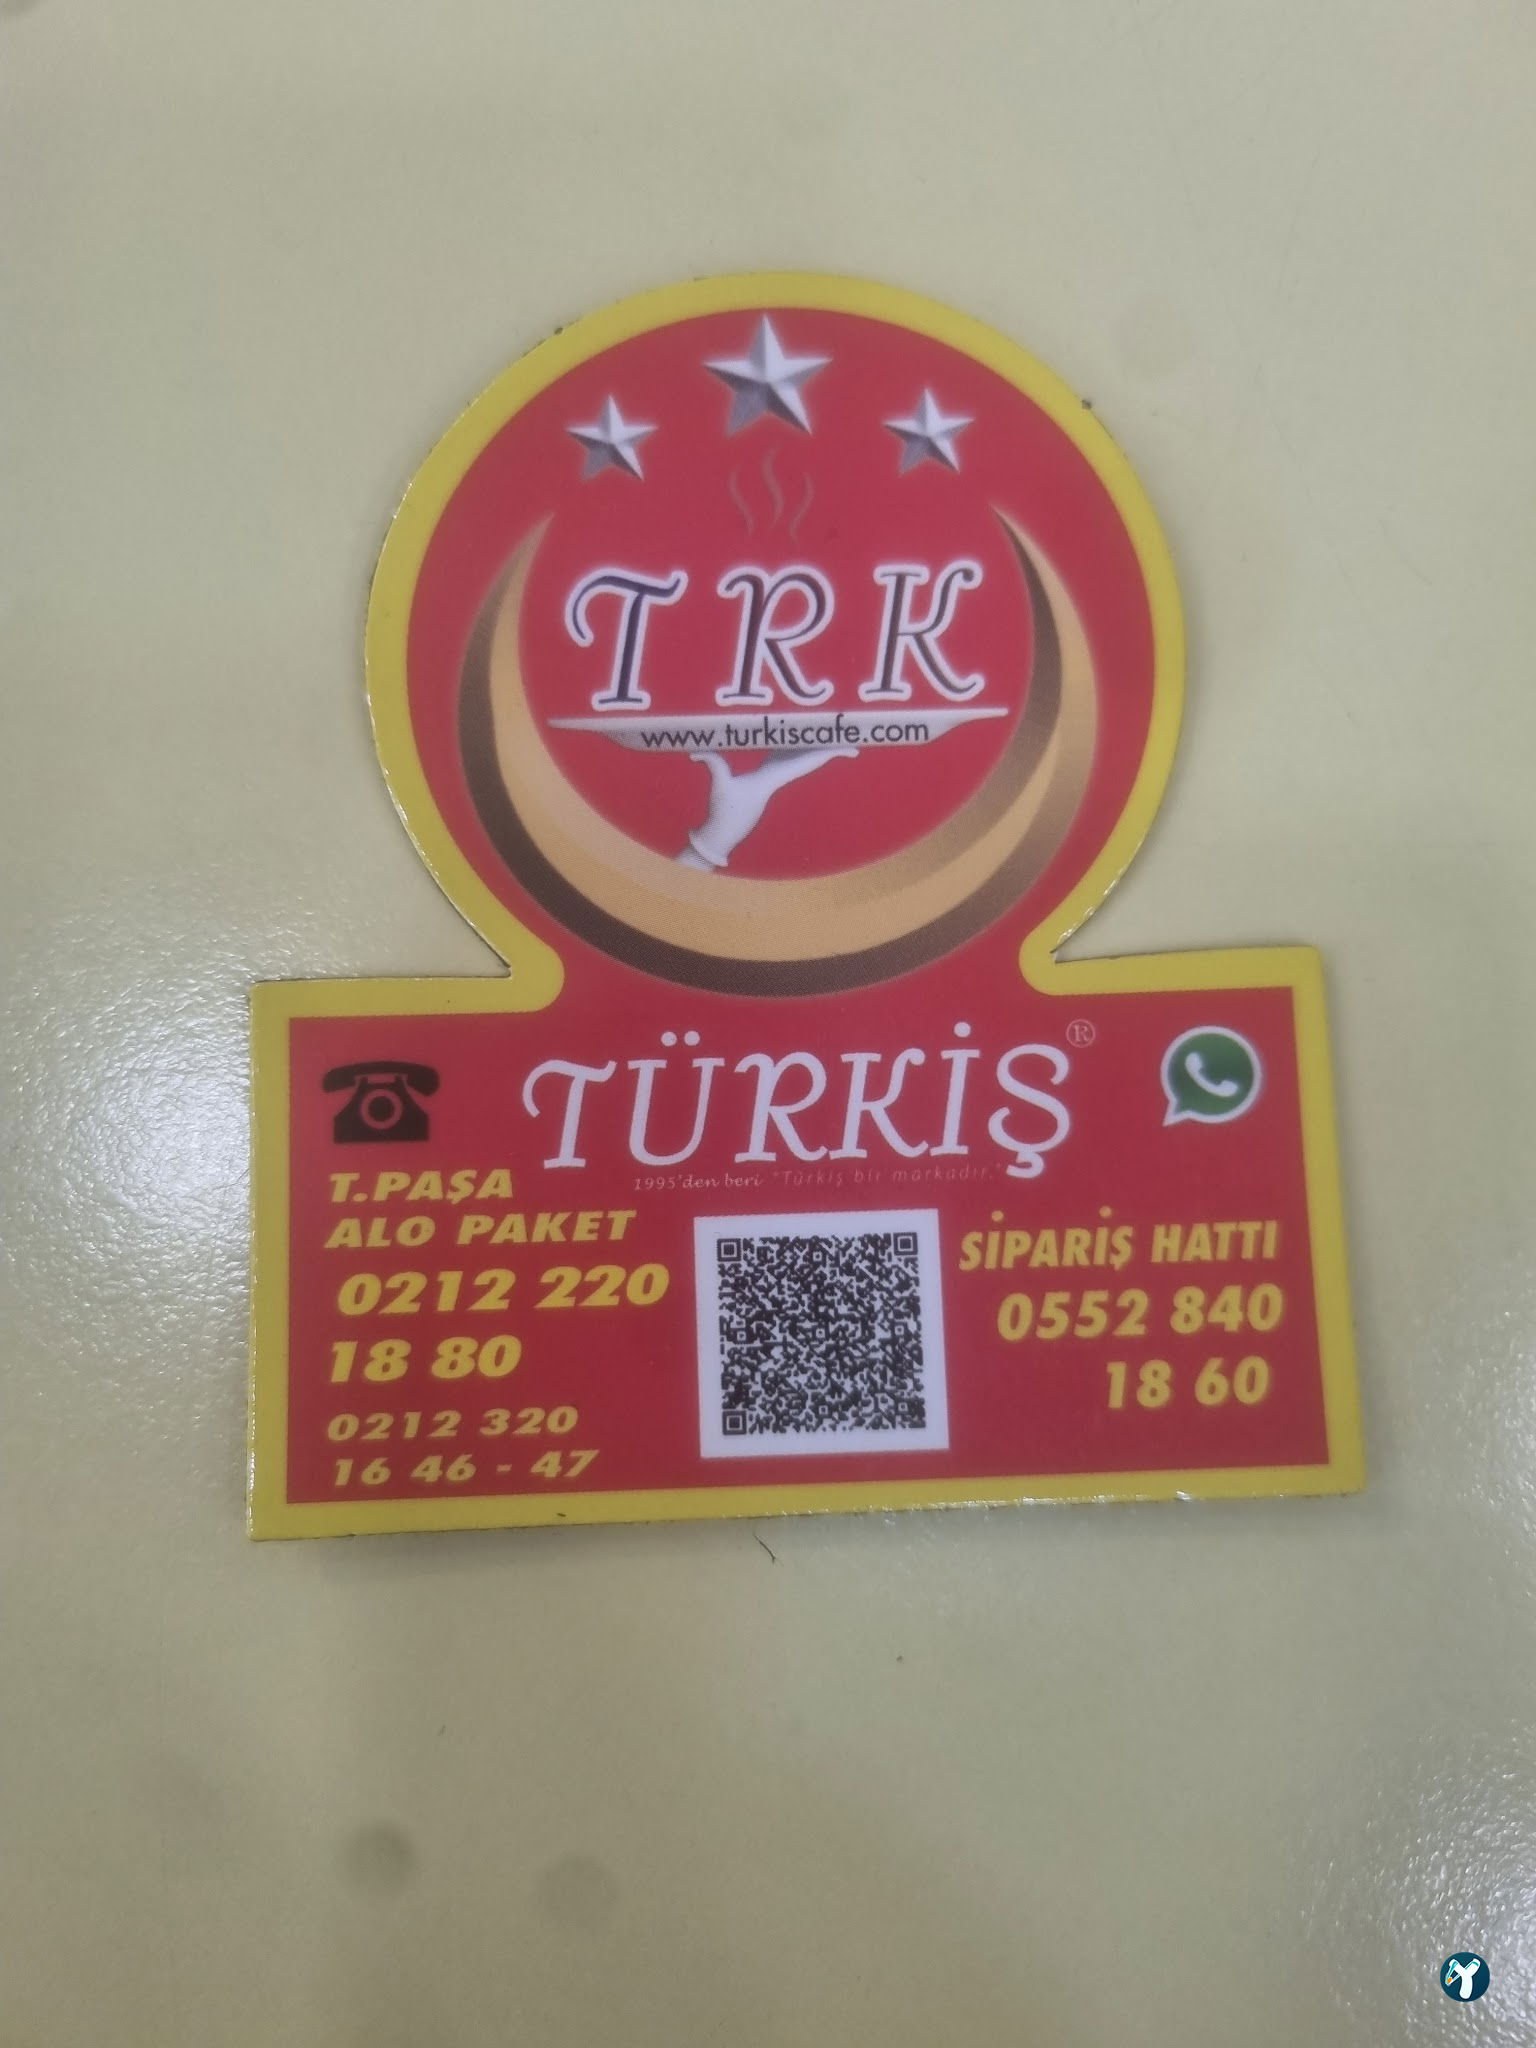 TRK
www.turkiscafe.com
TÜRKİŞ®
1995'den beri "Türkiş bir markadır."
T.PAŞA
ALO PAKET
0212 220
18 80
0212 320
16 46 - 47
SİPARİŞ HATTI
0552 840
18 60